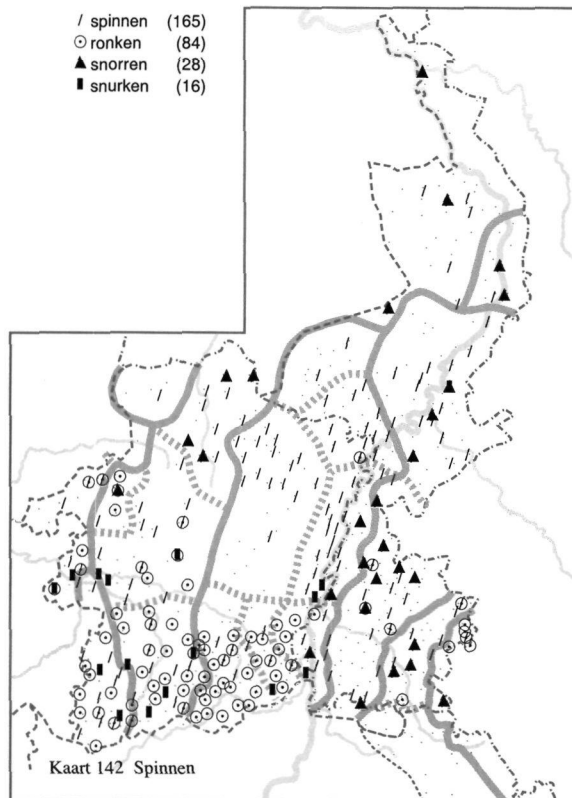 spinnen (165)
ronken (84)
snorren (28)
snurken (16)
Kaart 142 Spinnen